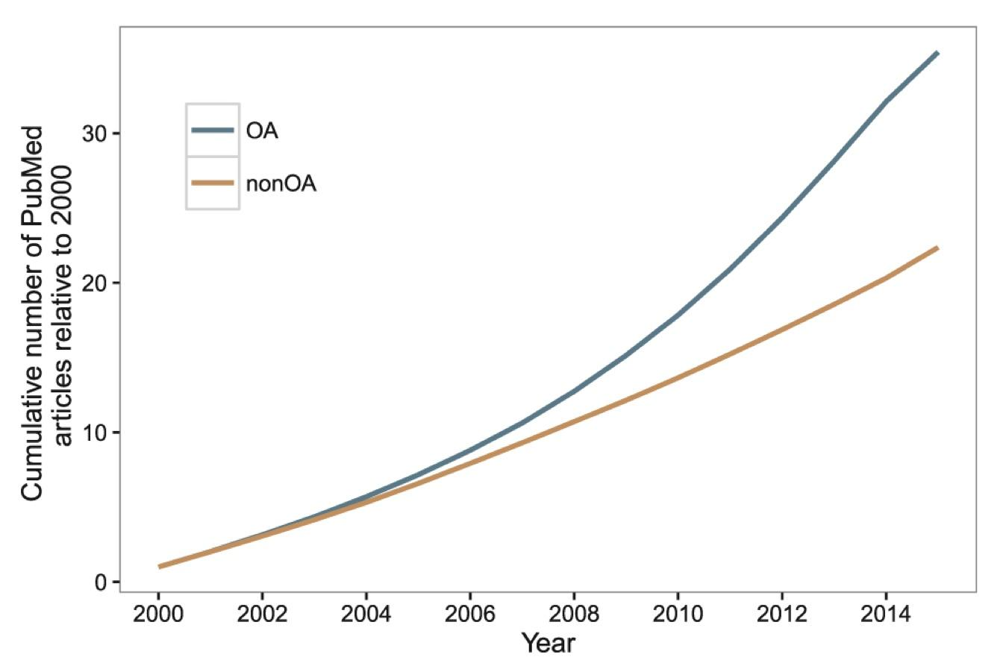 Cumulative number of PubMed
articles relative to 2000
30
20
10
0
OA
nonOA
2000 2002 2004 2006 2008 2010 2012 2014
Year